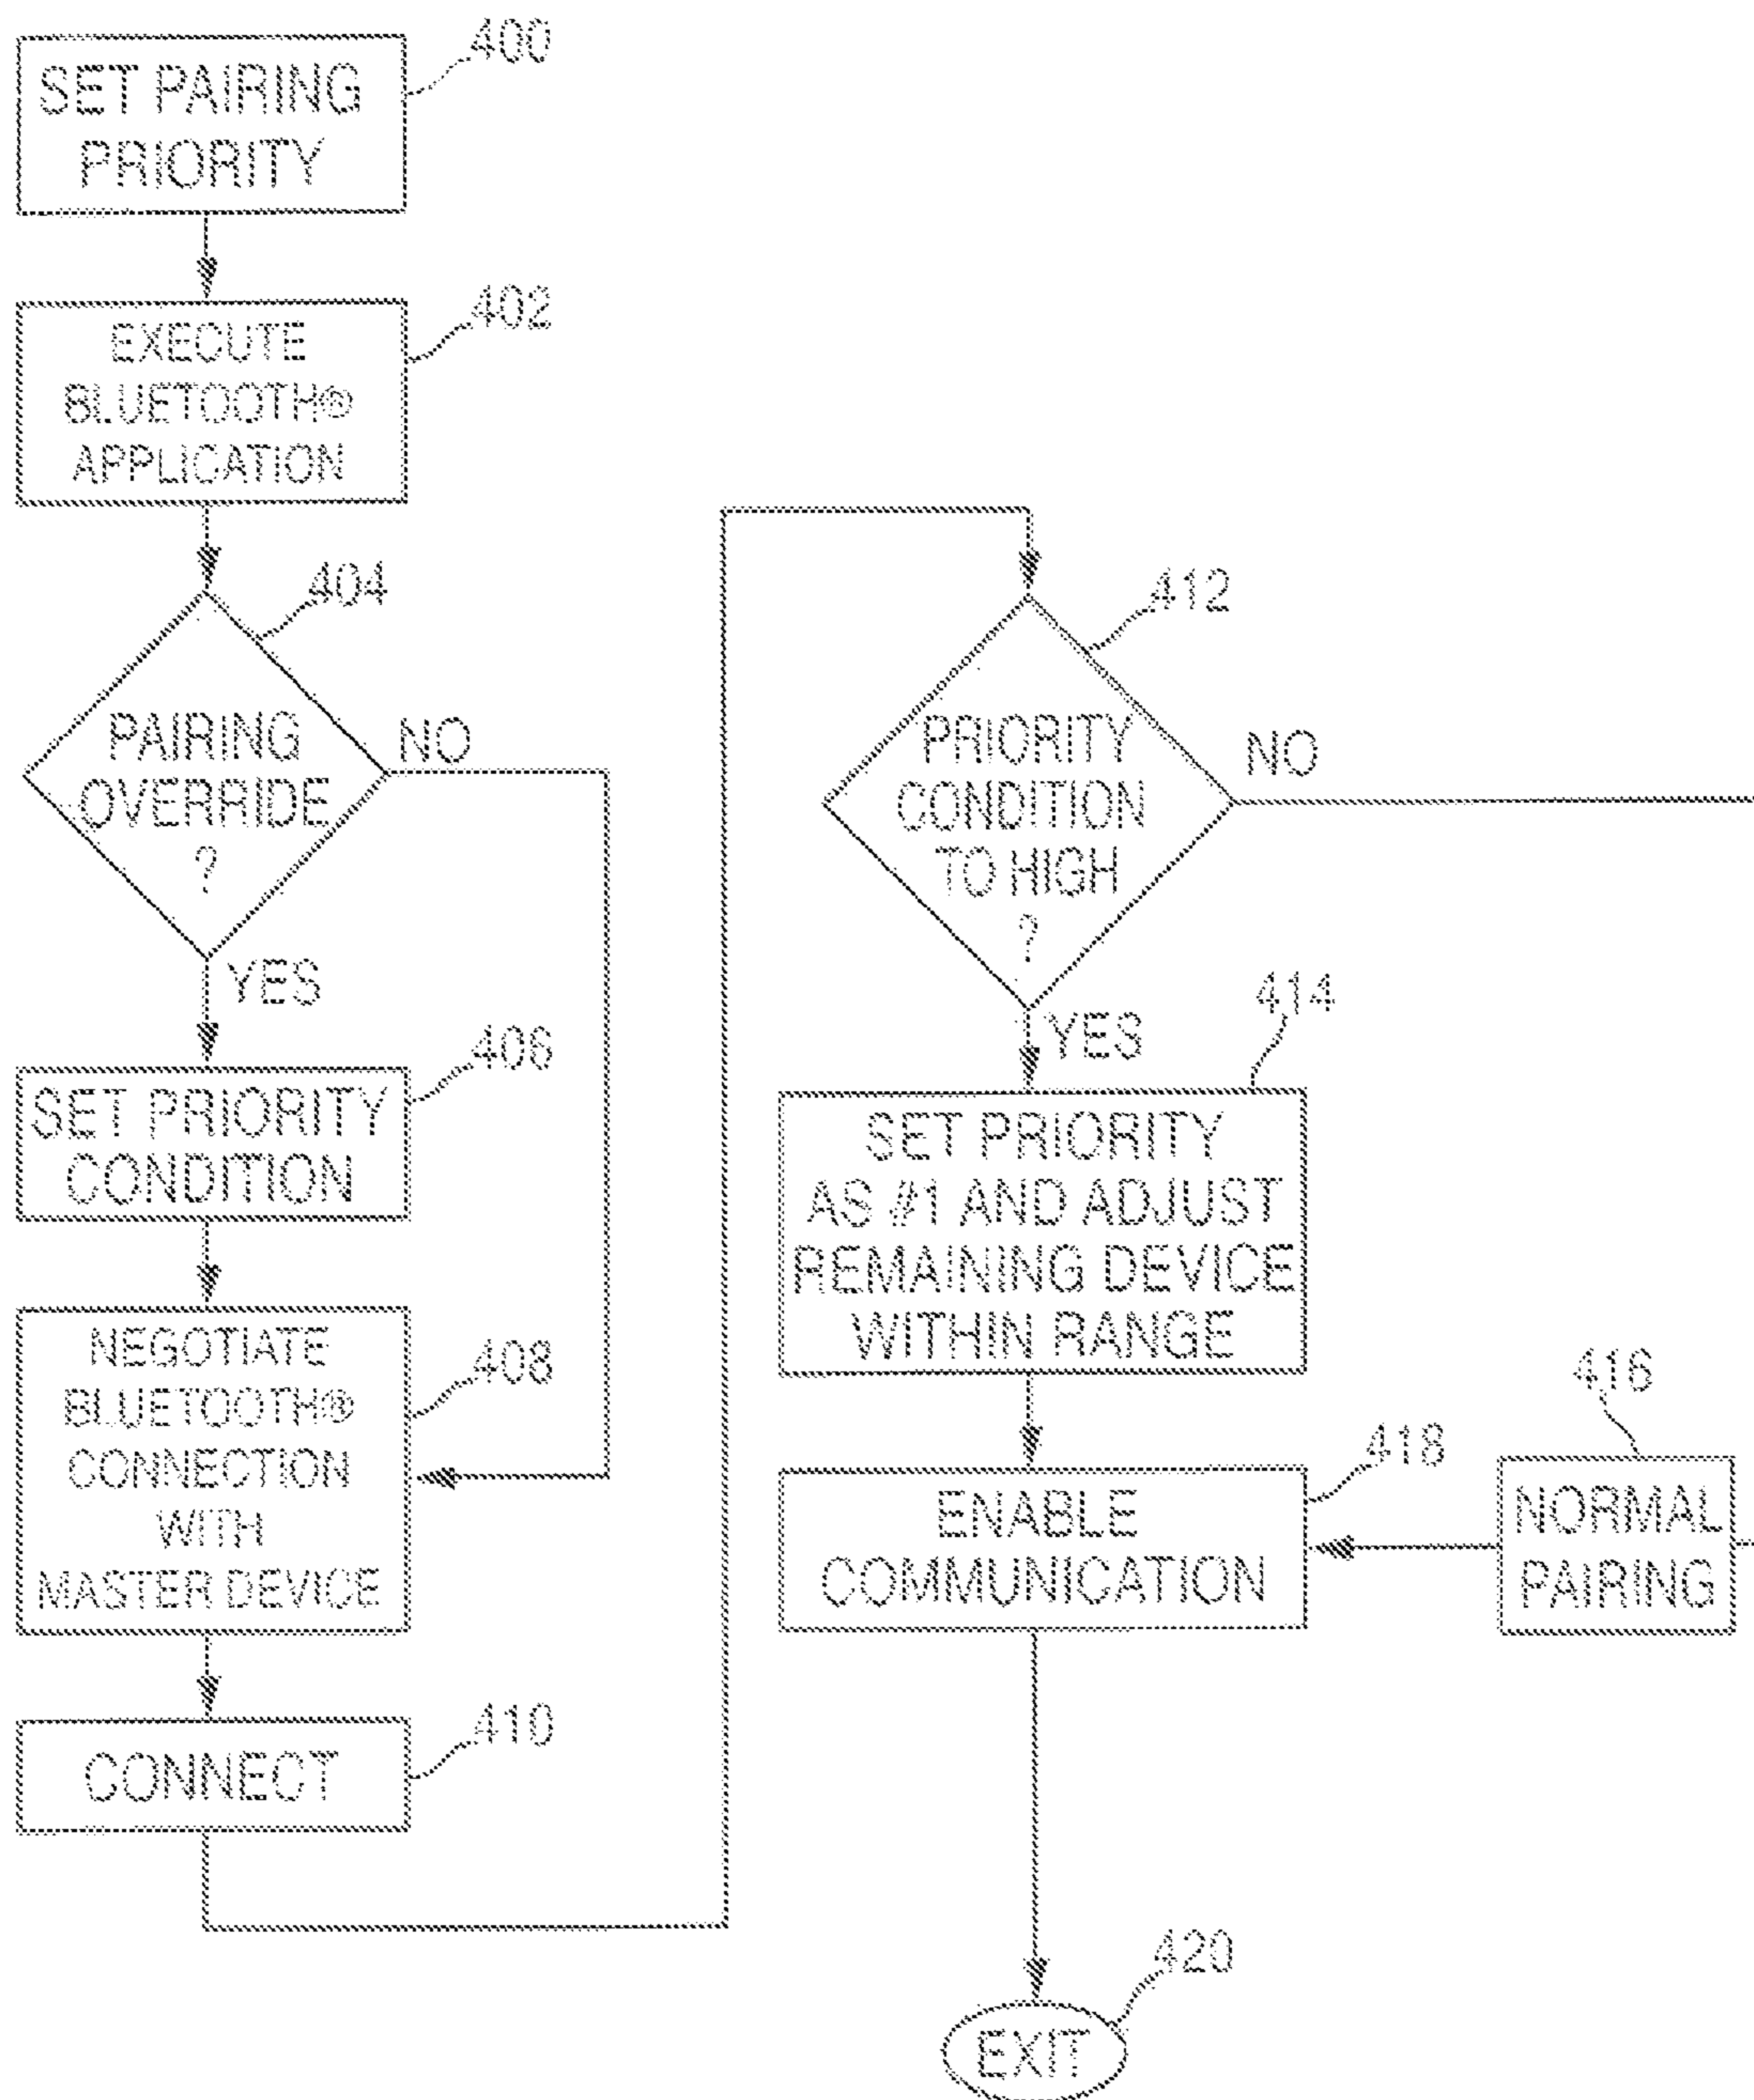 400
SET PAIRING
PRIORITY
402
EXECUTE
BLUETOOTH®
APPLICATION
404
PAIRING
OVERRIDE
?
NO
YES
406
SET PRIORITY
CONDITION
408
NEGOTIATE
BLUETOOTH®
CONNECTION
WITH
MASTER DEVICE
410
CONNECT
412
PRIORITY
CONDITION
TO HIGH
?
NO
YES
414
SET PRIORITY
AS #1 AND ADJUST
REMAINING DEVICE
WITHIN RANGE
416
NORMAL
PAIRING
418
ENABLE
COMMUNICATION
420
EXIT